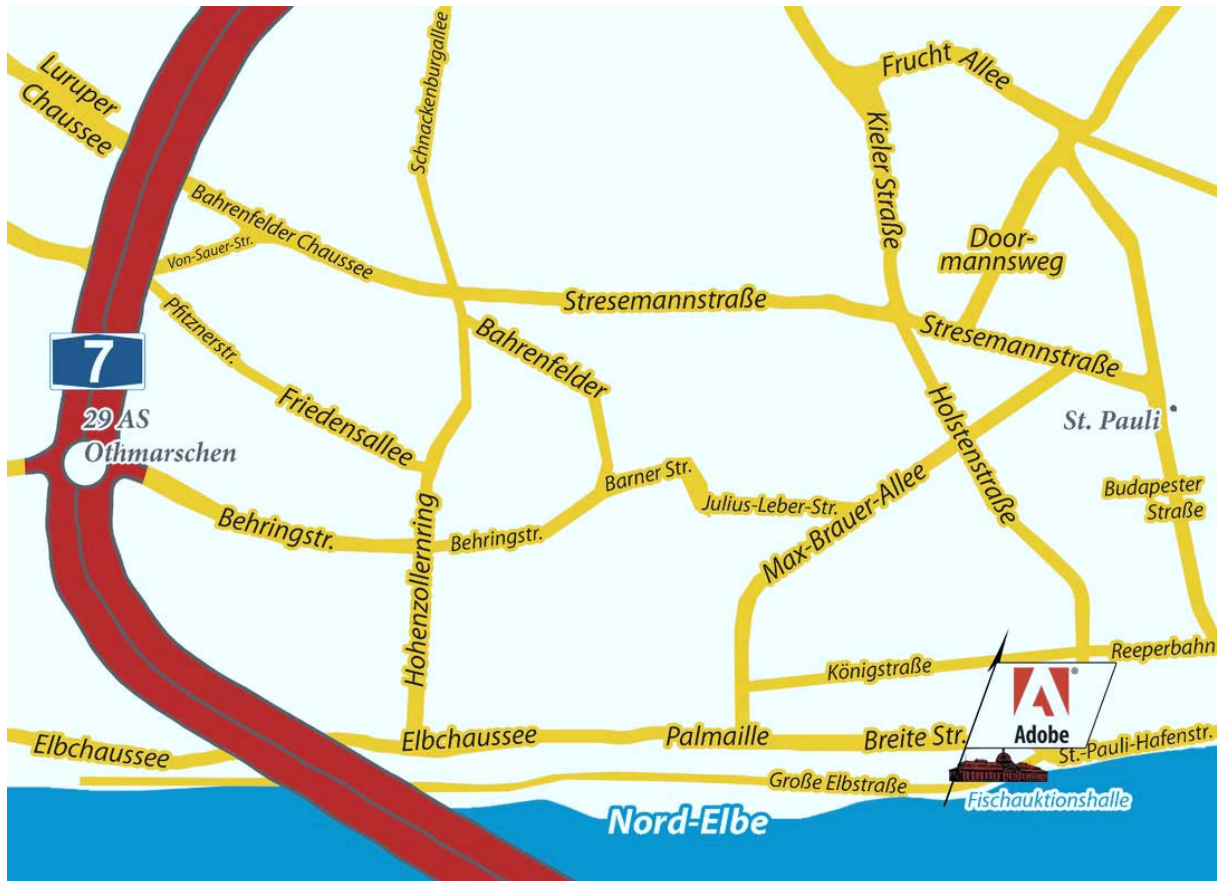 Luruper
Chaussee
Schnackenburgallee
Frucht Allee
Kieler Straße
Bahrenfelder Chaussee
Von-Sauer-Str.
Door-
mannsweg
Pfitznerstr.
Stresemannstraße
Stresemannstraße
Bahrenfelder
7
29 AS
Othmarschen
Friedensallee
Holstenstraße
St. Pauli
Barner Str.
Julius-Leber-Str.
Max-Brauer-Allee
Budapester
Straße
Behringstr.
Behringstr.
Hohenzollernring
Königstraße
Reeperbahn
Adobe
®
Elbchaussee
Elbchaussee
Palmaille
Breite Str.
St.-Pauli-Hafenstr.
Große Elbstraße
Fischauktionshalle
Nord-Elbe